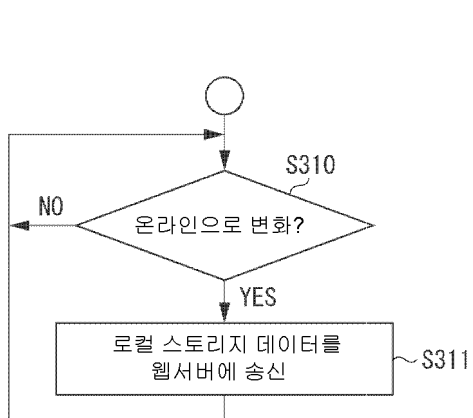 S310
NO
온라인으로 변화?
YES
로컬 스토리지 데이터를
웹서버에 송신
S311